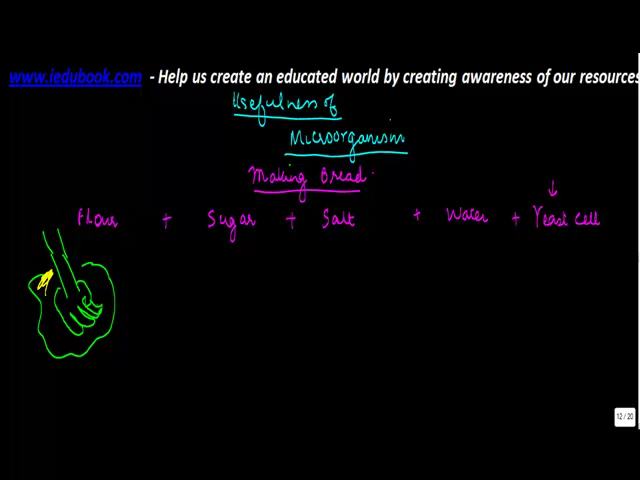 www.iedubook.com - Help us create an educated world by creating awareness of our resources
Usefulness of
Microorganism
Making Bread
Flour + Sugar + Salt + Water + Yeast Cell
12 / 20